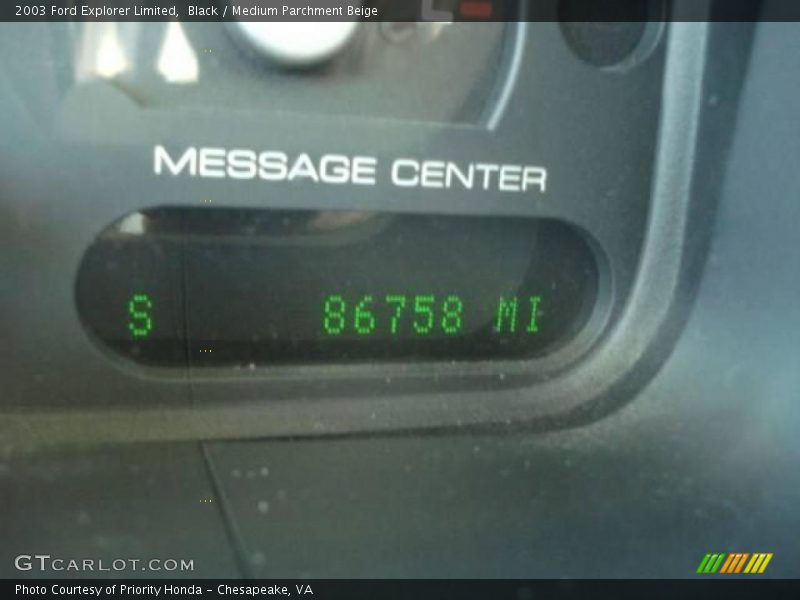 2003 Ford Explorer Limited, Black / Medium Parchment Beige
MESSAGE CENTER
S 86758 MI
GTCARLOT.COM
Photo Courtesy of Priority Honda - Chesapeake, VA